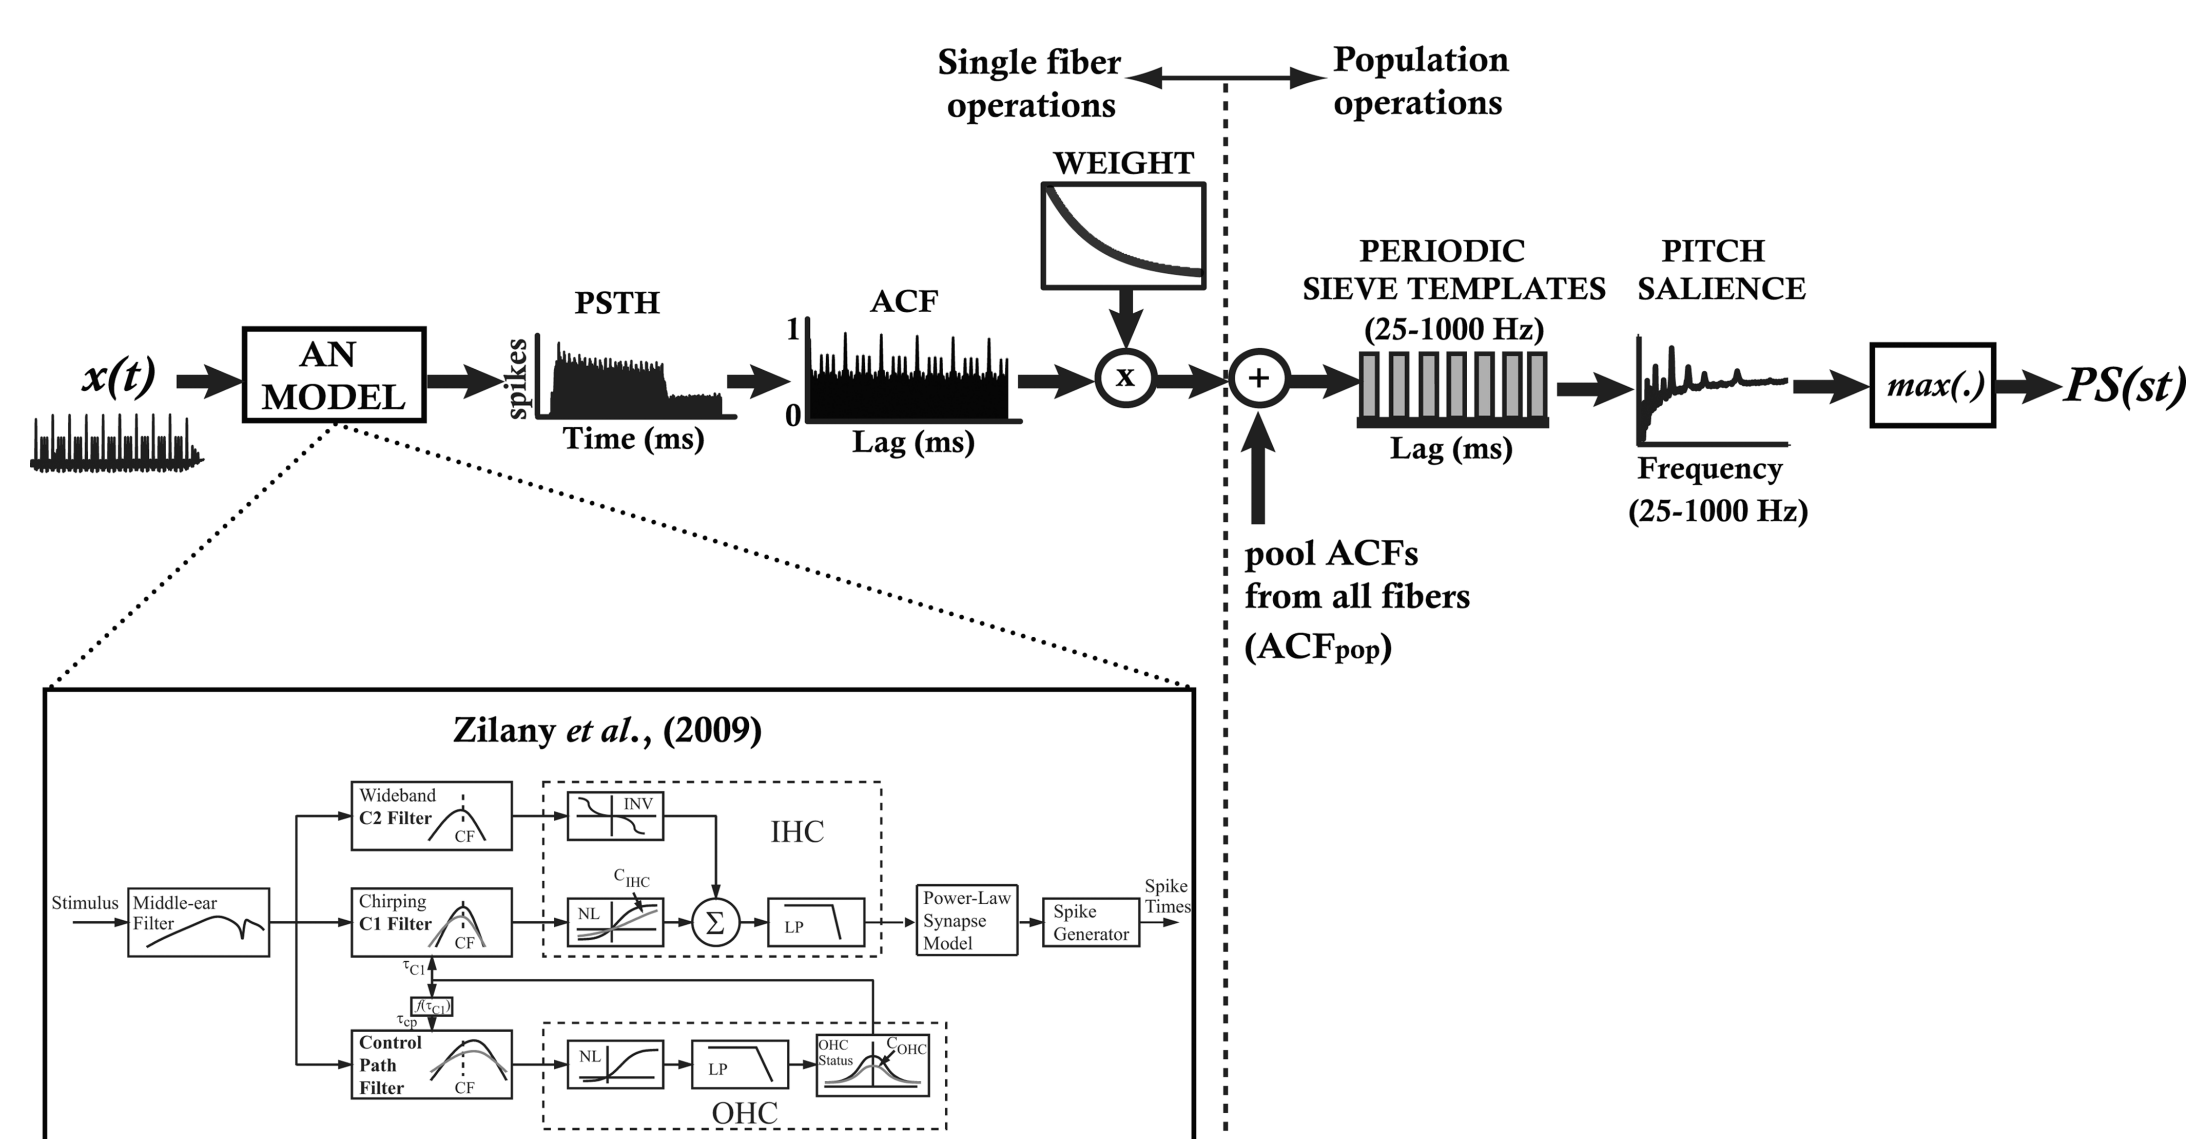 Single fiber
operations
Population
operations
WEIGHT
x(t)
AN
MODEL
PSTH
spikes
Time (ms)
ACF
1
0
Lag (ms)
x
+
PERIODIC
SIEVE TEMPLATES
(25-1000 Hz)
Lag (ms)
PITCH
SALIENCE
Frequency
(25-1000 Hz)
max(.)
PS(st)
pool ACFs
from all fibers
(ACFpop)
Zilany et al., (2009)
Stimulus
Middle-ear
Filter
Wideband
C2 Filter
CF
INV
IHC
Chirping
C1 Filter
CF
NL
CIHC
Σ
LP
Power-Law
Synapse
Model
Spike
Generator
Spike
Times
τC1
f(τC1)
τcp
Control
Path
Filter
CF
NL
LP
OHC
Status
COHC
OHC